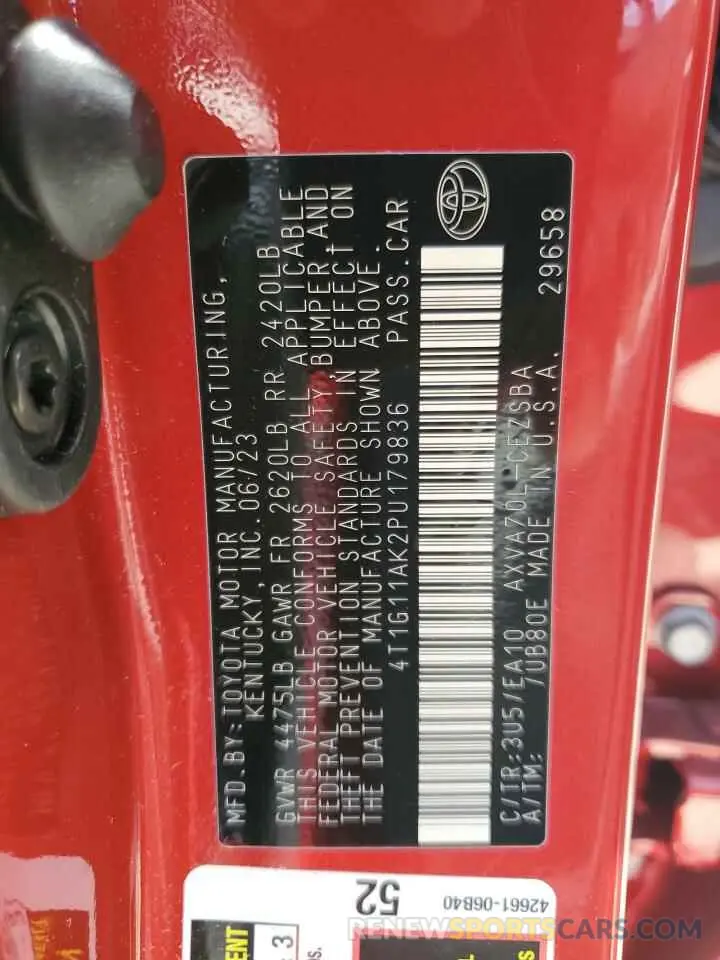 MFD.BY:TOYOTA MOTOR MANUFACTURING,
KENTUCKY,INC. 06/23
GVWR 4475LB GAWR FR 2620LB RR 2420LB
THIS VEHICLE CONFORMS TO ALL APPLICABLE
FEDERAL MOTOR VEHICLE SAFETY,BUMPER,AND
THEFT PREVENTION STANDARDS IN EFFECT ON
THE DATE OF MANUFACTURE SHOWN ABOVE.
4T1G11AK2PU179836 PASS.CAR
C/TR:3U5/EA10 AXVA70L-CEZSBA
A/TM: /UB80E MADE IN U.S.A. 29658
52
42661-06B40
3
RENEWSPORTSCARS.COM